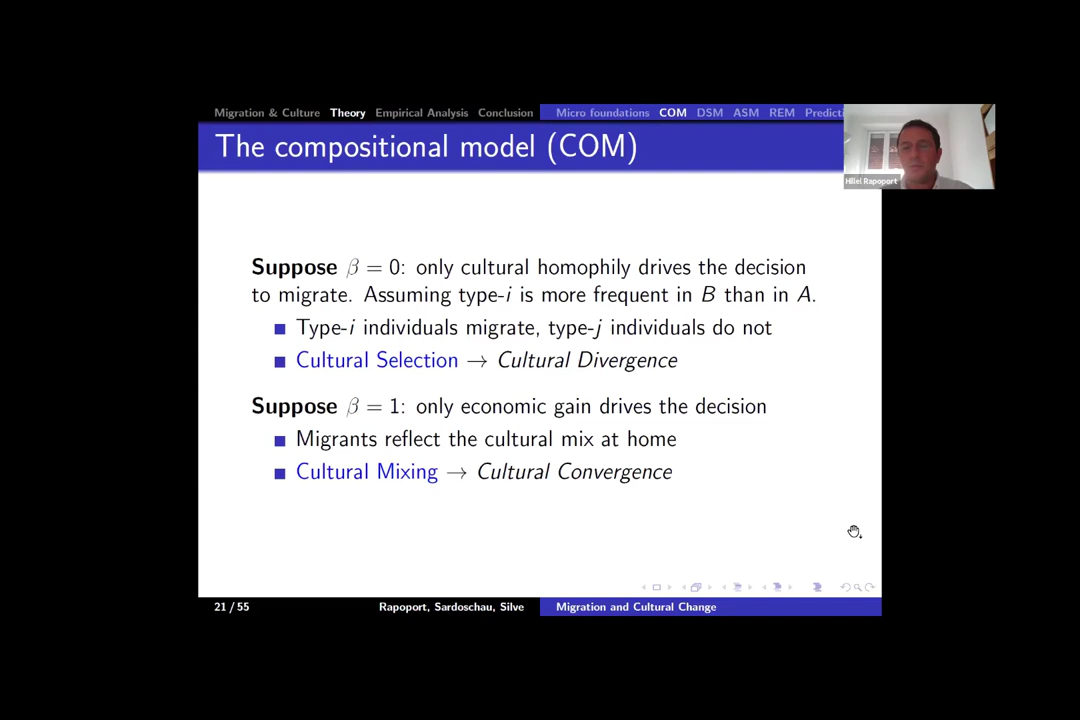 Migration & Culture Theory Empirical Analysis Conclusion Micro foundations COM DSM ASM REM Predicti
The compositional model (COM)
Hillel Rapoport
Suppose β = 0: only cultural homophily drives the decision
to migrate. Assuming type-i is more frequent in B than in A.
Type-i individuals migrate, type-j individuals do not
Cultural Selection → Cultural Divergence
Suppose β = 1: only economic gain drives the decision
Migrants reflect the cultural mix at home
Cultural Mixing → Cultural Convergence
21 / 55 Rapoport, Sardoschau, Silve Migration and Cultural Change